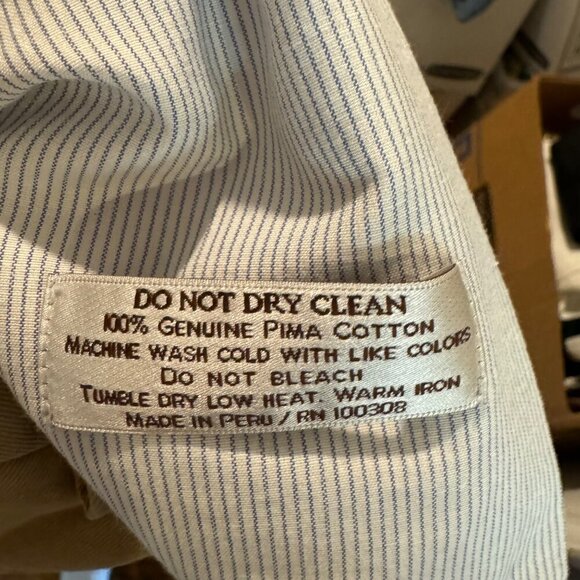 DO NOT DRY CLEAN
100% GENUINE PIMA COTTON
MACHINE WASH COLD WITH LIKE COLORS
DO NOT BLEACH
TUMBLE DRY LOW HEAT. WARM IRON
MADE IN PERU / RN 100308